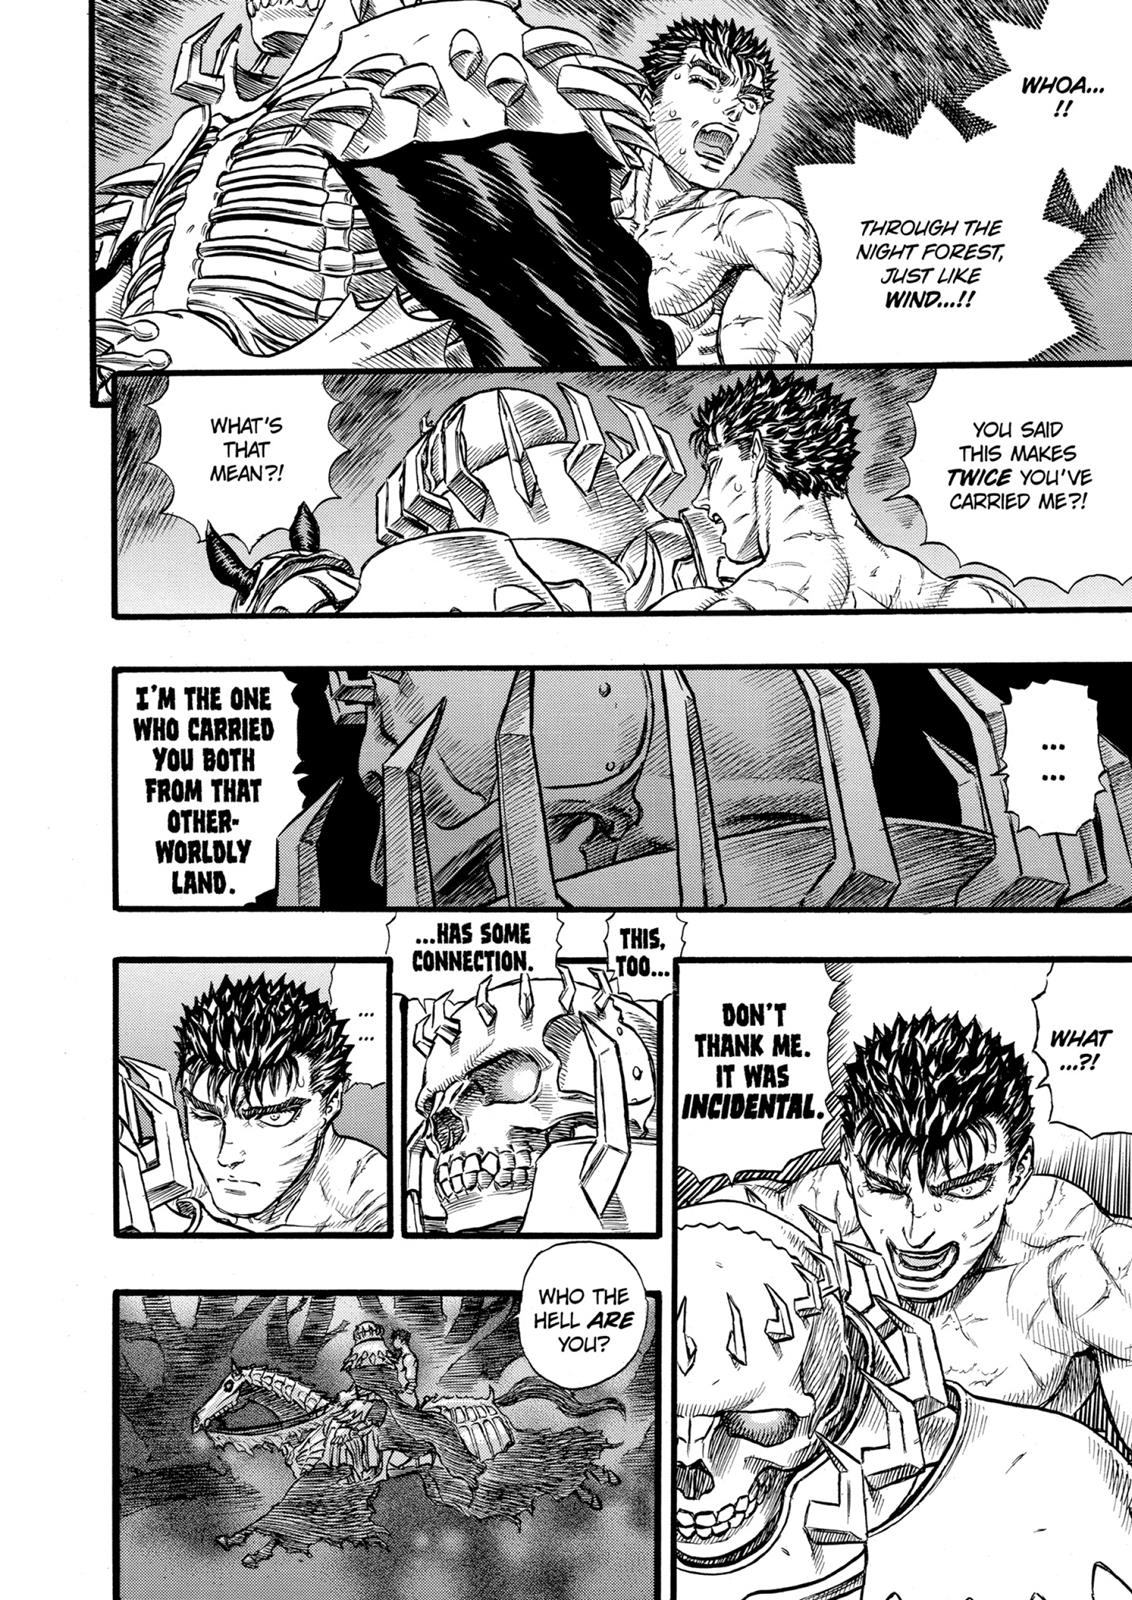 WHOA...
!!
THROUGH THE
NIGHT FOREST,
JUST LIKE
WIND...!!
YOU SAID
THIS MAKES
TWICE YOU'VE
CARRIED ME?!
WHAT'S
THAT
MEAN?!
...
...
I'M THE ONE
WHO CARRIED
YOU BOTH
FROM THAT
OTHER-
WORLDLY
LAND.
WHAT
...?!
DON'T
THANK ME.
IT WAS
INCIDENTAL.
THIS,
TOO...
...HAS SOME
CONNECTION.
...
...
WHO THE
HELL ARE
YOU?